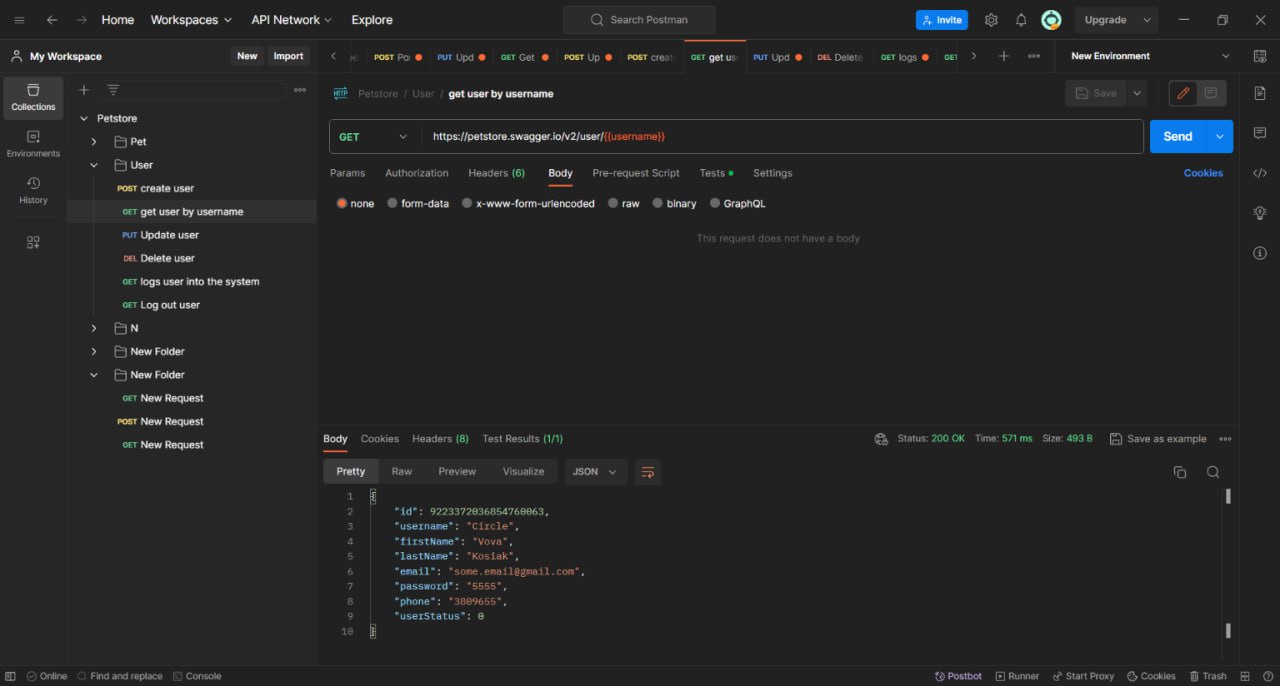 Home Workspaces API Network Explore Search Postman Invite Upgrade
My Workspace New Import POST Po PUT Upd GET Get POST Up POST creat GET get us PUT Upd DEL Delete GET logs GET New Environment
Collections
Environments
History
Petstore
Pet
User
POST create user
GET get user by username
PUT Update user
DEL Delete user
GET logs user into the system
GET Log out user
N
New Folder
New Folder
GET New Request
POST New Request
GET New Request
HTTP Petstore / User / get user by username Save
GET https://petstore.swagger.io/v2/user/{{username}} Send
Params Authorization Headers (6) Body Pre-request Script Tests Settings Cookies
none form-data x-www-form-urlencoded raw binary GraphQL
This request does not have a body
Body Cookies Headers (8) Test Results (1/1) Status: 200 OK Time: 571 ms Size: 493 B Save as example
Pretty Raw Preview Visualize JSON
1 {
2 "id": 9223372036854760063,
3 "username": "Circle",
4 "firstName": "Vova",
5 "lastName": "Kosiak",
6 "email": "some.email@gmail.com",
7 "password": "5555",
8 "phone": "3809655",
9 "userStatus": 0
10 }
Online Find and replace Console Postbot Runner Start Proxy Cookies Trash